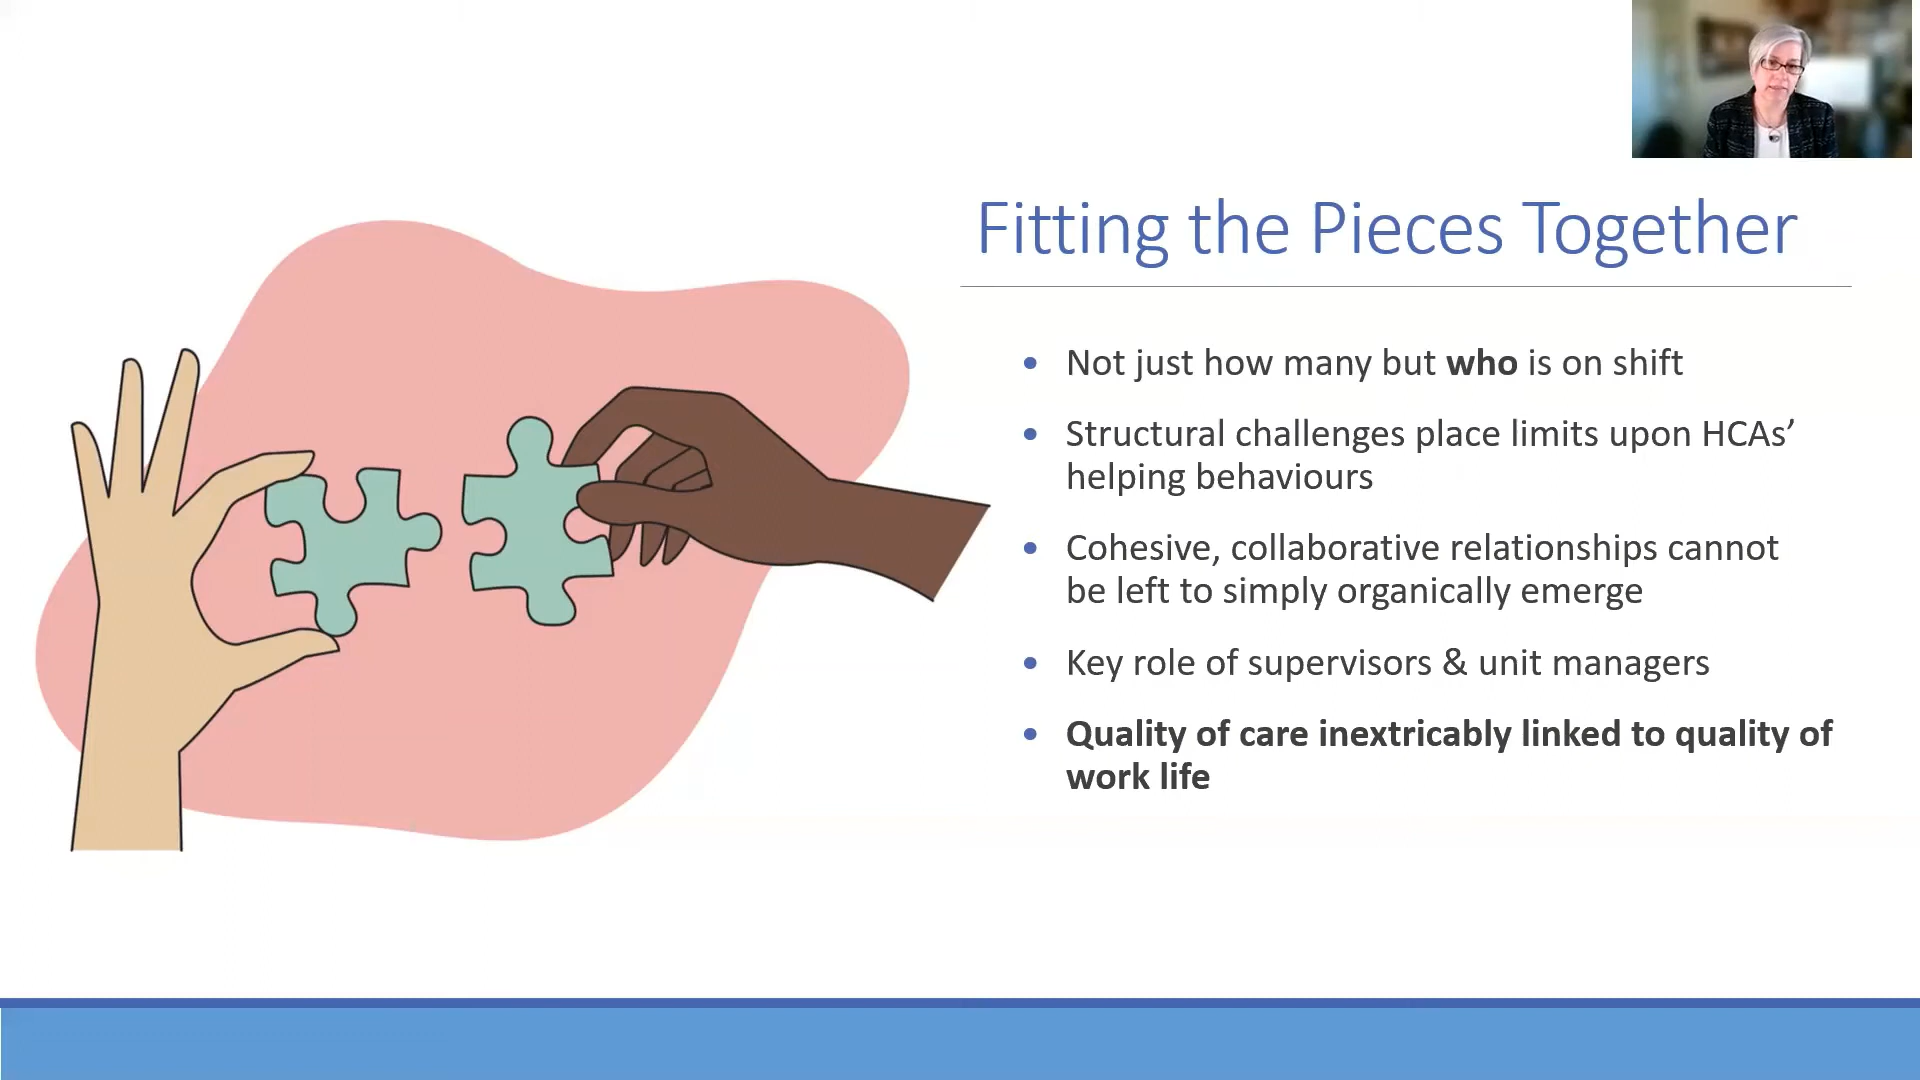 Fitting the Pieces Together
• Not just how many but who is on shift
• Structural challenges place limits upon HCAs’
helping behaviours
• Cohesive, collaborative relationships cannot
be left to simply organically emerge
• Key role of supervisors & unit managers
• Quality of care inextricably linked to quality of
work life